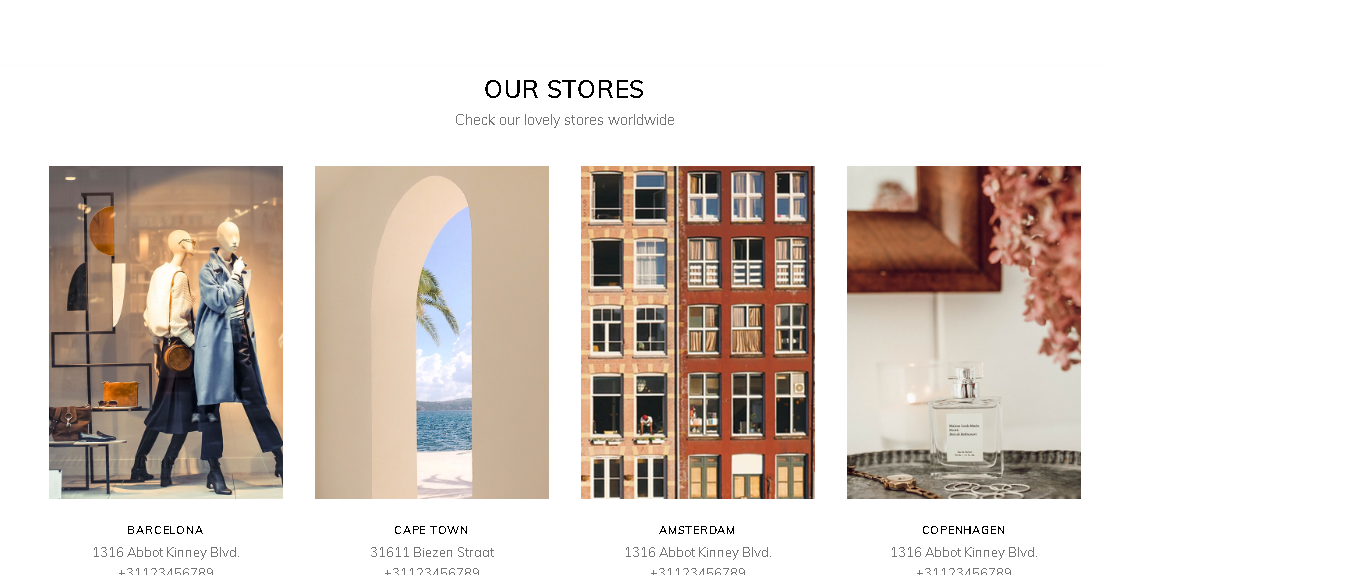 OUR STORES
Check our lovely stores worldwide
BARCELONA
1316 Abbot Kinney Blvd.
+31123456789
CAPE TOWN
31611 Biezen Straat
+31123456789
AMSTERDAM
1316 Abbot Kinney Blvd.
+31123456789
COPENHAGEN
1316 Abbot Kinney Blvd.
+31123456789